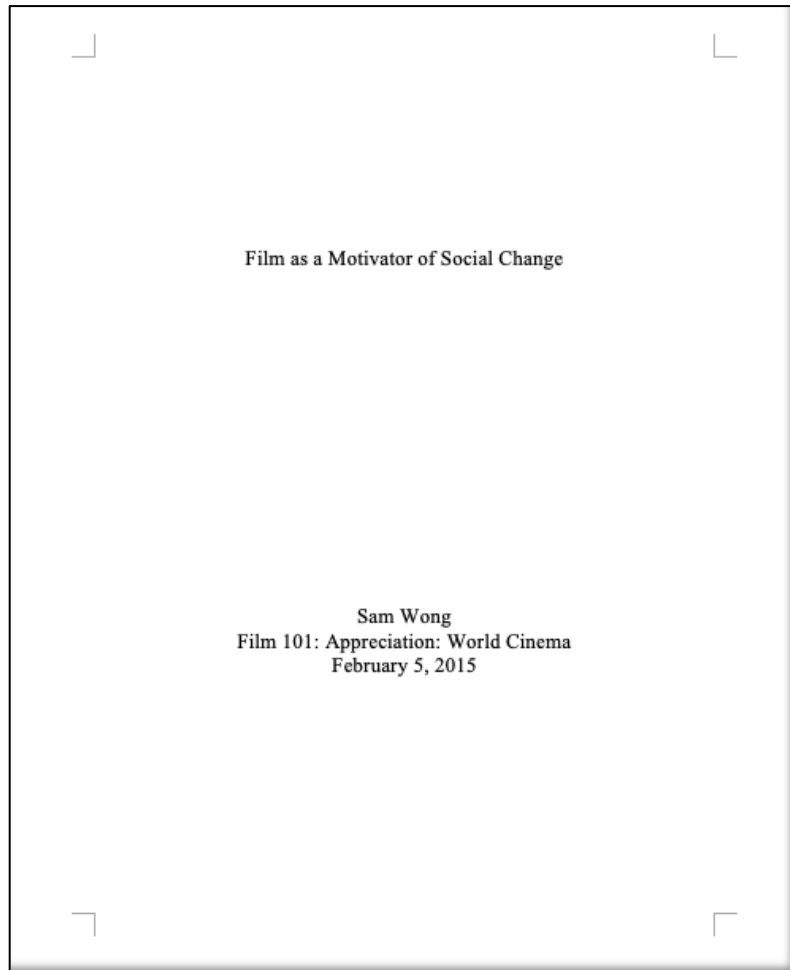 Film as a Motivator of Social Change
Sam Wong
Film 101: Appreciation: World Cinema
February 5, 2015